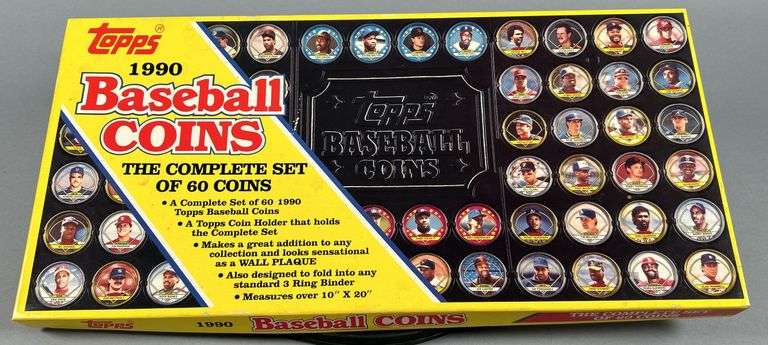 Topps®
1990
Baseball
COINS
THE COMPLETE SET
OF 60 COINS
• A Complete Set of 60 1990
Topps Baseball Coins
• A Topps Coin Holder that holds
the Complete Set
• Makes a great addition to any
collection and looks sensational
as a WALL PLAQUE
• Also designed to fold into any
standard 3 Ring Binder
• Measures over 10" X 20"
Topps
BASEBALL
COINS
Topps 1990 Baseball COINS THE COMPLETE SET
OF 60 COINS